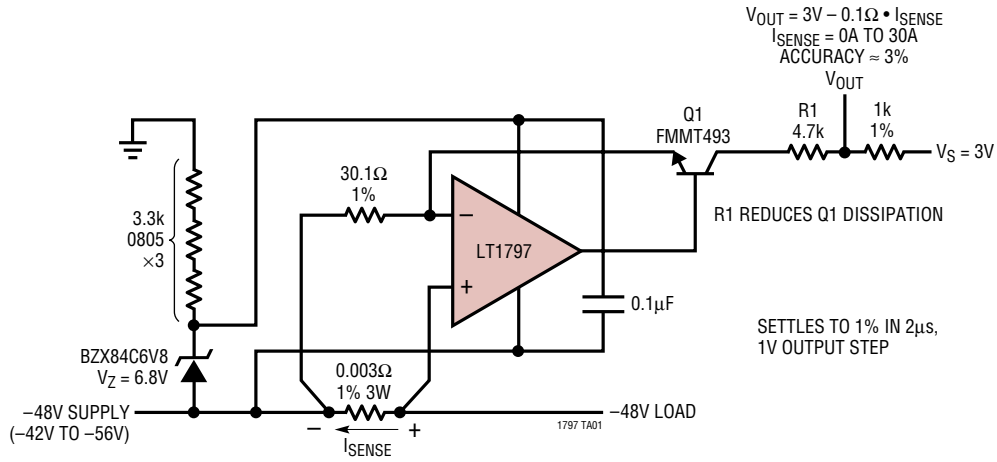 V_OUT = 3V – 0.1Ω • I_SENSE
I_SENSE = 0A TO 30A
ACCURACY ≈ 3%
V_OUT
Q1
FMMT493
R1
4.7k
1k
1%
V_S = 3V
30.1Ω
1%
R1 REDUCES Q1 DISSIPATION
3.3k
0805
×3
–
LT1797
+
0.1µF
SETTLES TO 1% IN 2µs,
1V OUTPUT STEP
BZX84C6V8
V_Z = 6.8V
0.003Ω
1% 3W
–48V SUPPLY
(–42V TO –56V)
–48V LOAD
1797 TA01
– +
I_SENSE